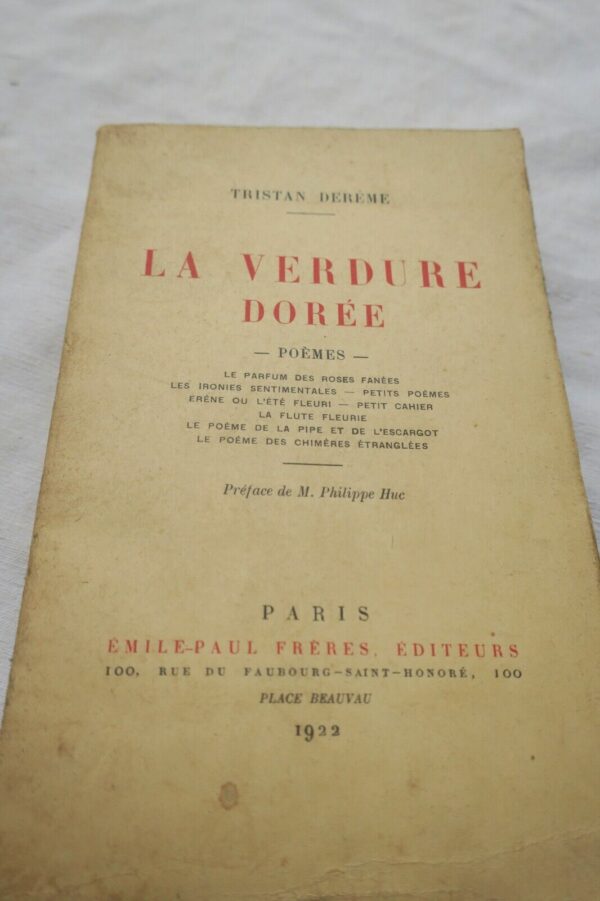 TRISTAN DERÈME
LA VERDURE
DORÉE
— POÈMES —
LE PARFUM DES ROSES FANÉES
LES IRONIES SENTIMENTALES — PETITS POÈMES
ERÈNE OU L'ÉTÉ FLEURI — PETIT CAHIER
LA FLUTE FLEURIE
LE POÈME DE LA PIPE ET DE L'ESCARGOT
LE POÈME DES CHIMÈRES ÉTRANGLÉES
Préface de M. Philippe Huc
PARIS
ÉMILE-PAUL FRÈRES, ÉDITEURS
100, RUE DU FAUBOURG-SAINT-HONORÉ, 100
PLACE BEAUVAU
1922